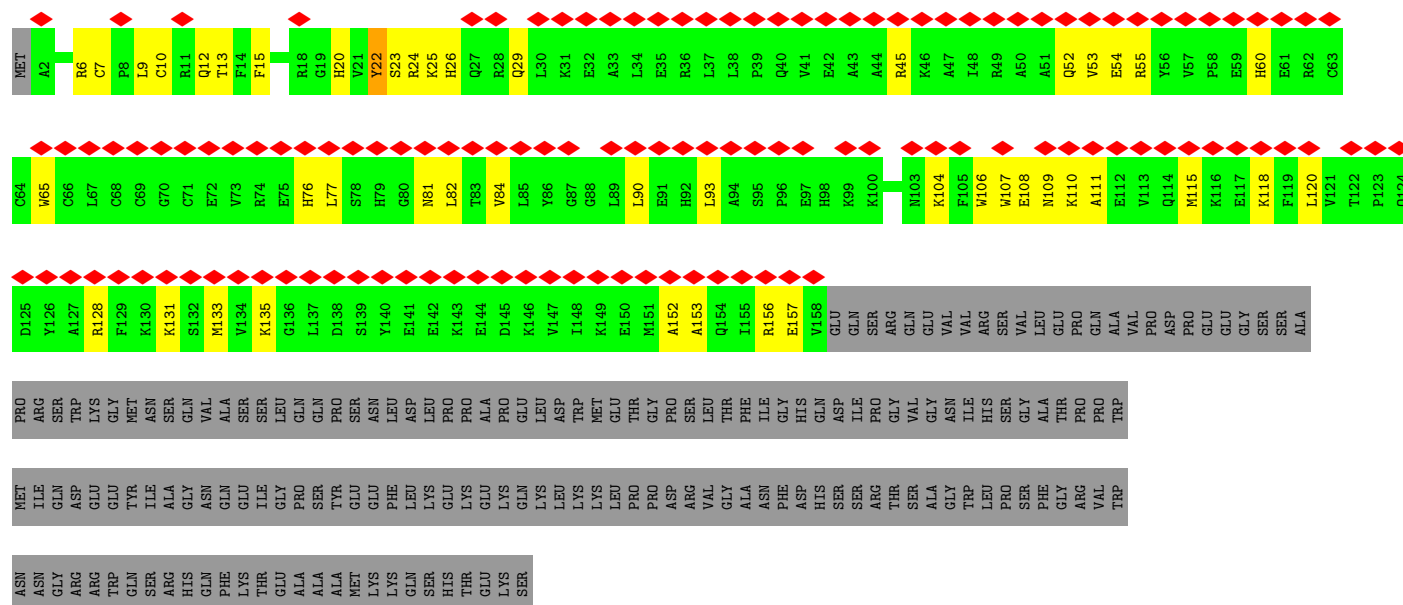 MET A2 R6 C7 P8 L9 C10 R11 Q12 T13 F14 F15 R18 G19 H20 V21 Y22 S23 R24 K25 H26 Q27 R28 Q29 L30 K31 E32 A33 L34 E35 R36 L37 L38 P39 Q40 V41 E42 A43 A44 R45 K46 A47 I48 R49 A50 A51 Q52 V53 E54 R55 Y56 V57 P58 E59 H60 E61 R62 C63
C64 W65 C66 L67 C68 C69 G70 C71 E72 V73 R74 E75 H76 L77 S78 H79 G80 N81 L82 T83 V84 L85 Y86 G87 G88 L89 L90 E91 H92 L93 A94 S95 P96 E97 H98 K99 K100 N103 K104 F105 W106 W107 E108 N109 K110 A111 E112 V113 Q114 M115 K116 E117 K118 F119 L120 V121 T122 P123
D125 Y126 A127 R128 F129 K130 K131 S132 M133 V134 K135 G136 L137 D138 S139 Y140 E141 E142 K143 E144 D145 K146 V147 I148 K149 E150 M151 A152 A153 Q154 I155 R156 E157 V158 GLU GLN SER ARG GLN GLU VAL VAL ARG SER VAL LEU GLU PRO GLN ALA VAL PRO ASP PRO GLU GLU GLY SER SER ALA
PRO ARG SER TRP LYS GLY MET ASN SER GLN VAL ALA SER SER LEU GLN GLN PRO SER ASN LEU ASP LEU PRO PRO ALA PRO GLU LEU ASP TRP MET GLU THR GLY PRO SER LEU THR PHE ILE GLY HIS GLN ASP ILE PRO GLY VAL GLY ASN ILE HIS SER GLY ALA THR PRO PRO TRP
MET ILE GLN ASP GLU GLU TYR ILE ALA GLY ASN GLN GLU ILE GLY PRO SER TYR GLU GLU PHE LEU LYS GLU LYS GLU LYS GLN LYS LEU LYS LYS LEU PRO PRO ASP ARG VAL GLY ALA ASN PHE ASP HIS SER SER ARG THR SER ALA GLY TRP LEU PRO SER PHE GLY ARG VAL TRP
ASN ASN GLY ARG ARG TRP GLN SER ARG HIS GLN PHE LYS THR GLU ALA ALA ALA MET LYS LYS GLN SER HIS THR GLU LYS SER